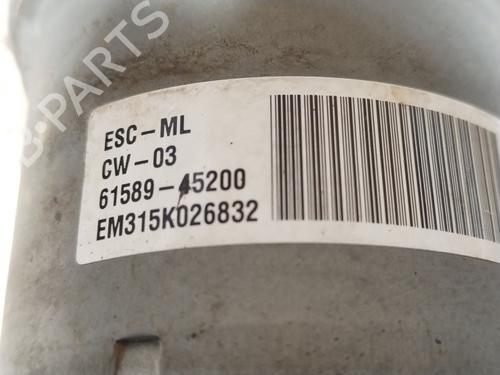 B-PARTS
ESC-ML
CW-03
61589-45200
EM315K026832